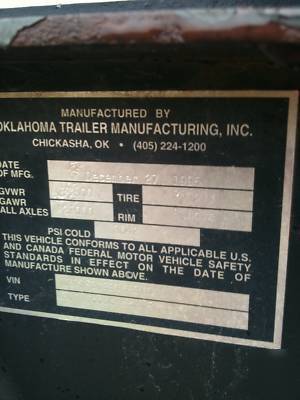 MANUFACTURED BY
OKLAHOMA TRAILER MANUFACTURING, INC.
CHICKASHA, OK • (405) 224-1200
DATE
OF MFG. December 27
GVWR TIRE
GAWR
ALL AXLES RIM
PSI COLD
THIS VEHICLE CONFORMS TO ALL APPLICABLE U.S.
AND CANADA FEDERAL MOTOR VEHICLE SAFETY
STANDARDS IN EFFECT ON THE DATE OF
MANUFACTURE SHOWN ABOVE.
VIN
TYPE